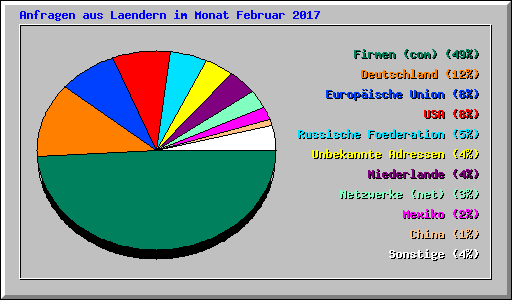 Anfragen aus Laendern im Monat Februar 2017
Firmen (com) (49%)
Deutschland (12%)
Europäische Union (8%)
USA (8%)
Russische Foederation (5%)
Unbekannte Adressen (4%)
Niederlande (4%)
Netzwerke (net) (3%)
Mexiko (2%)
China (1%)
Sonstige (4%)